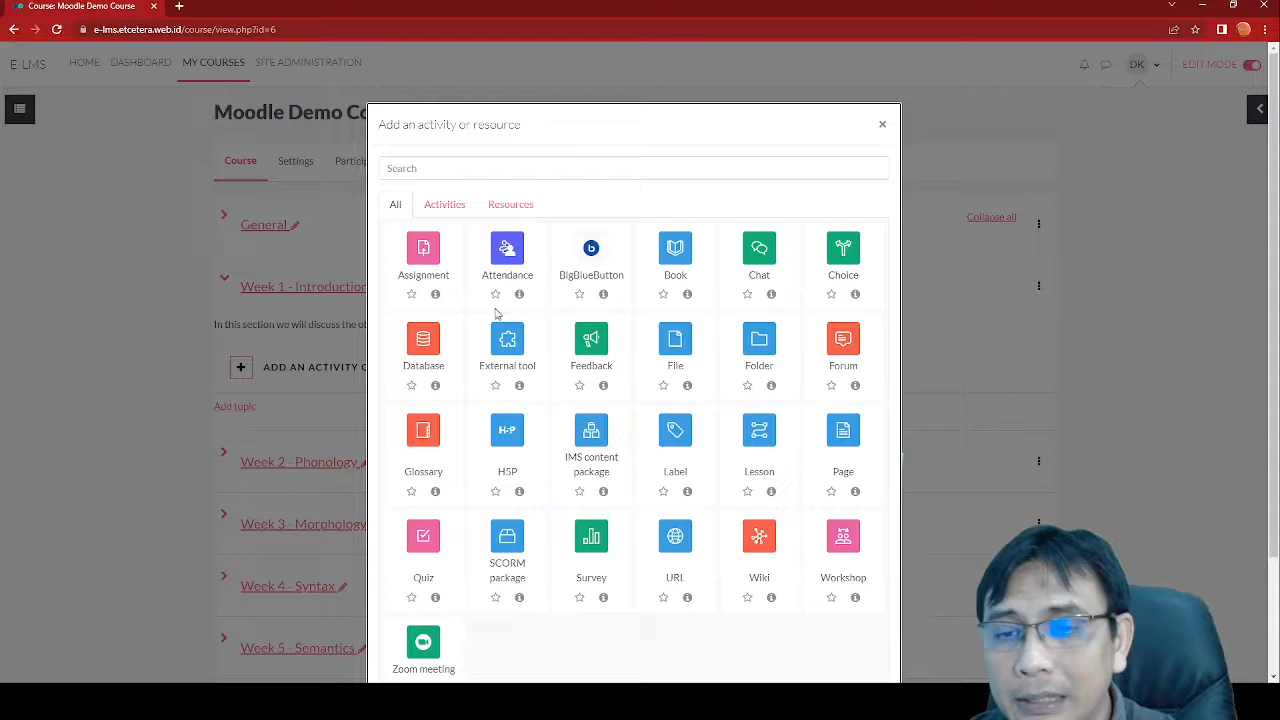 Course: Moodle Demo Course
e-lms.etcetera.web.id/course/view.php?id=6
E-LMS
HOME
DASHBOARD
MY COURSES
SITE ADMINISTRATION
DK
EDIT MODE
Moodle Demo Co
Course
Settings
Particip
General
Collapse all
Week 1 - Introduction
In this section we will discuss the ob
ADD AN ACTIVITY O
Add topic
Week 2 - Phonology
Week 3 - Morphology
Week 4 - Syntax
Week 5 - Semantics
Add an activity or resource
Search
All
Activities
Resources
Assignment
Attendance
BigBlueButton
Book
Chat
Choice
Database
External tool
Feedback
File
Folder
Forum
Glossary
H-P
H5P
IMS content
package
Label
Lesson
Page
Quiz
SCORM
package
Survey
URL
Wiki
Workshop
Zoom meeting